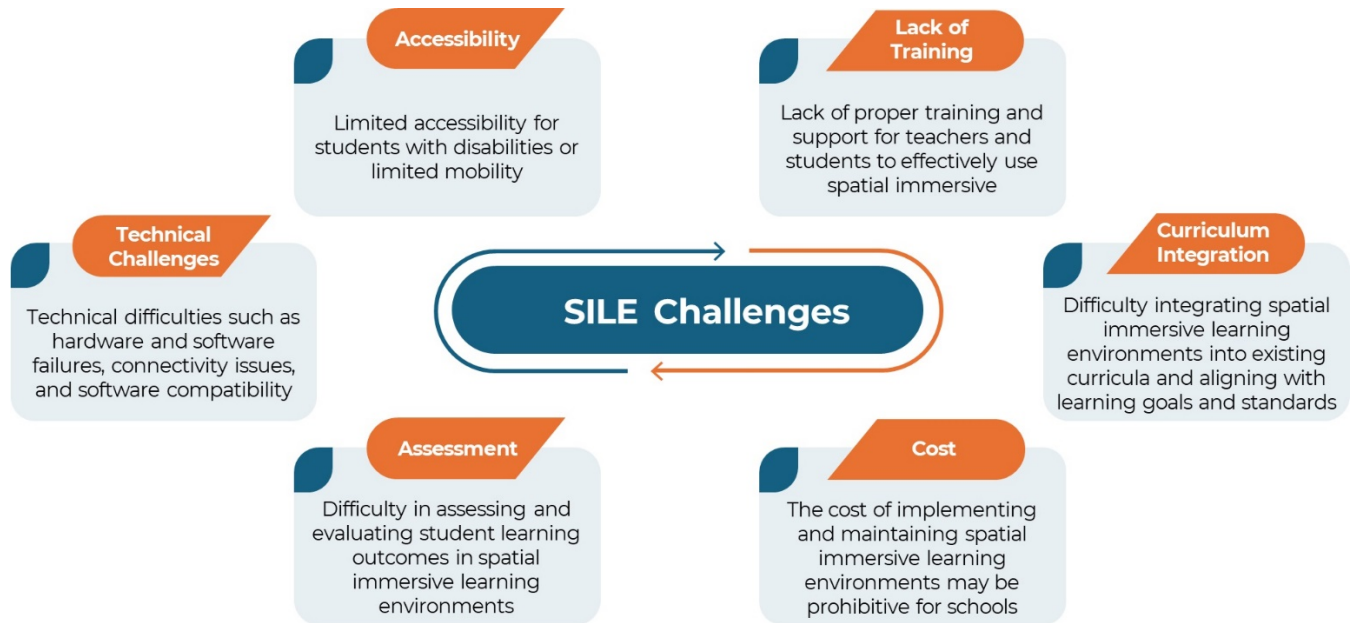 Accessibility
Limited accessibility for
students with disabilities or
limited mobility
Lack of
Training
Lack of proper training and
support for teachers and
students to effectively use
spatial immersive
Technical
Challenges
Technical difficulties such as
hardware and software
failures, connectivity issues,
and software compatibility
SILE Challenges
Curriculum
Integration
Difficulty integrating spatial
immersive learning
environments into existing
curricula and aligning with
learning goals and standards
Assessment
Difficulty in assessing and
evaluating student learning
outcomes in spatial
immersive learning
environments
Cost
The cost of implementing
and maintaining spatial
immersive learning
environments may be
prohibitive for schools